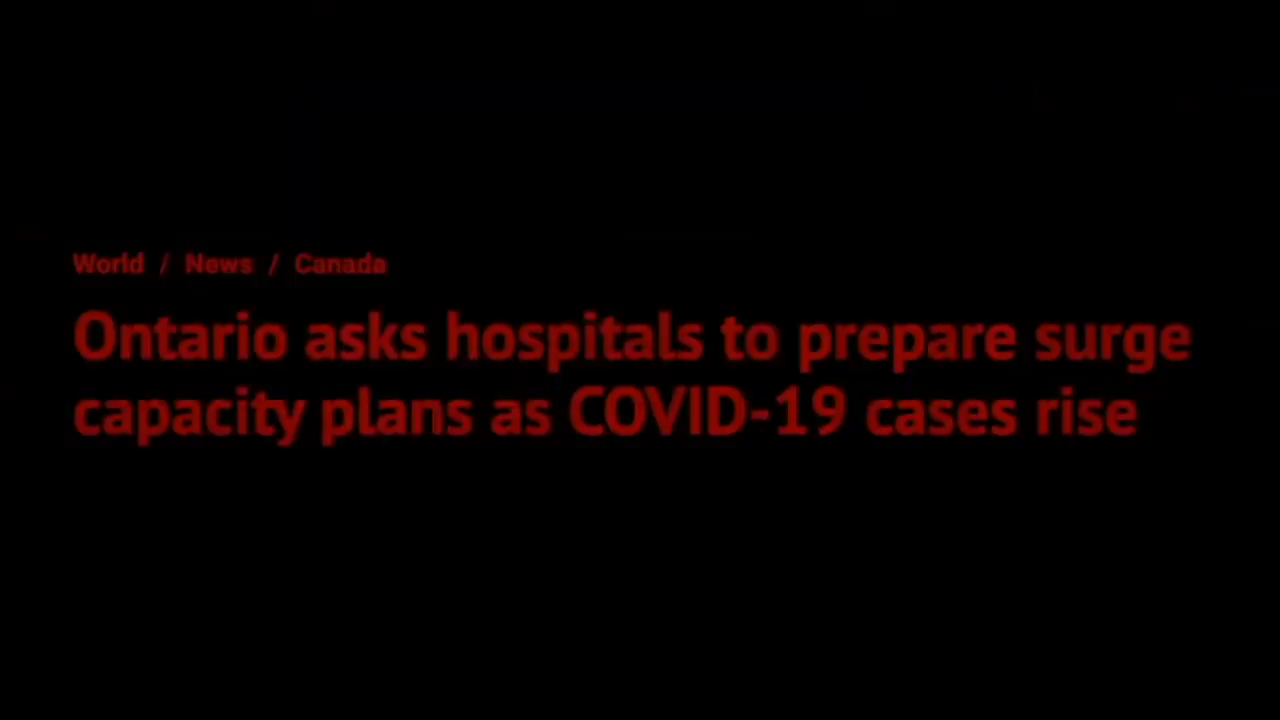 World / News / Canada
Ontario asks hospitals to prepare surge
capacity plans as COVID-19 cases rise